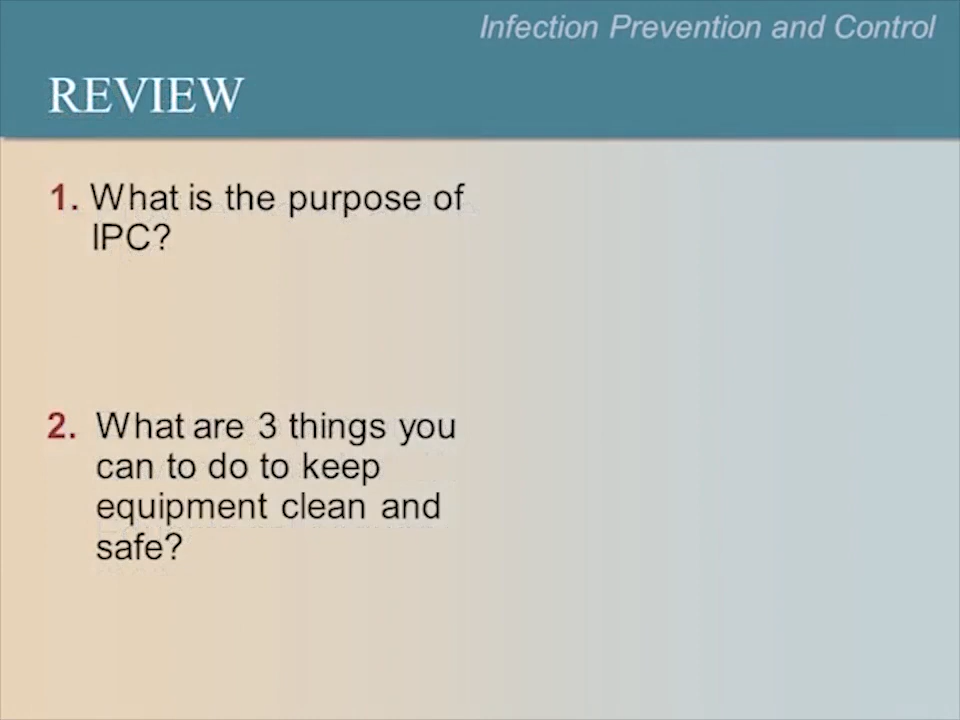 Infection Prevention and Control
REVIEW
1. What is the purpose of
IPC?
2. What are 3 things you
can to do to keep
equipment clean and
safe?